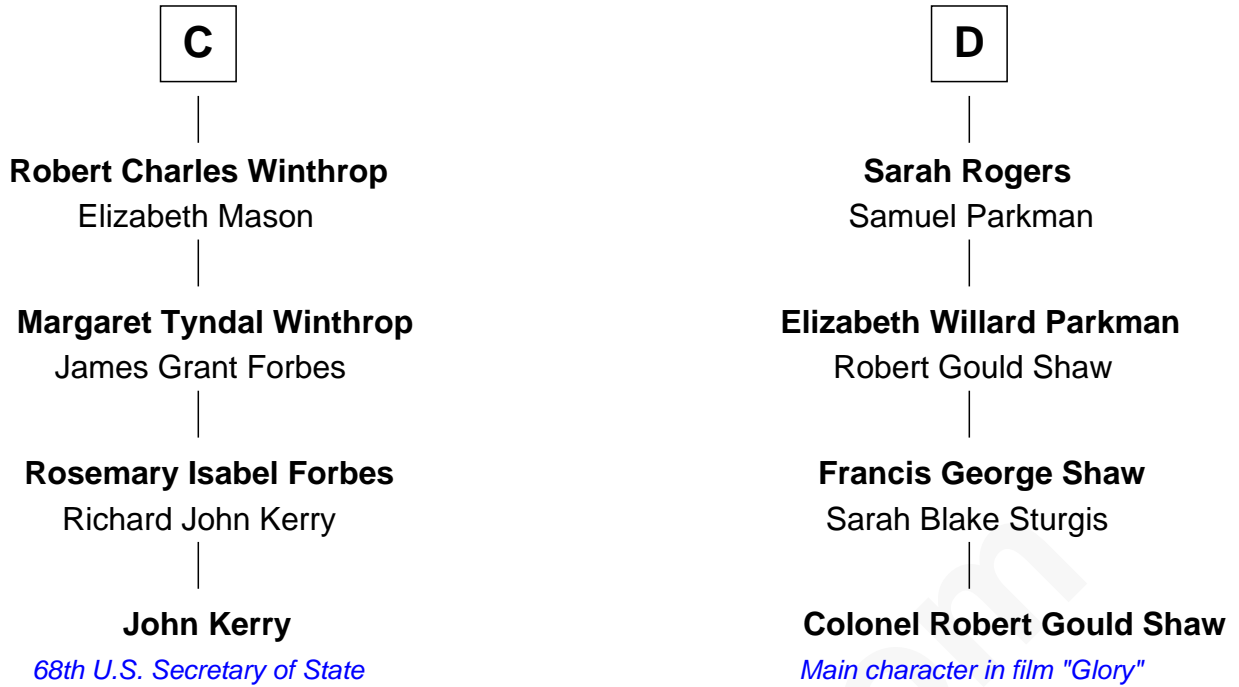 C
Robert Charles Winthrop
Elizabeth Mason
Margaret Tyndal Winthrop
James Grant Forbes
Rosemary Isabel Forbes
Richard John Kerry
John Kerry
68th U.S. Secretary of State
D
Sarah Rogers
Samuel Parkman
Elizabeth Willard Parkman
Robert Gould Shaw
Francis George Shaw
Sarah Blake Sturgis
Colonel Robert Gould Shaw
Main character in film "Glory"